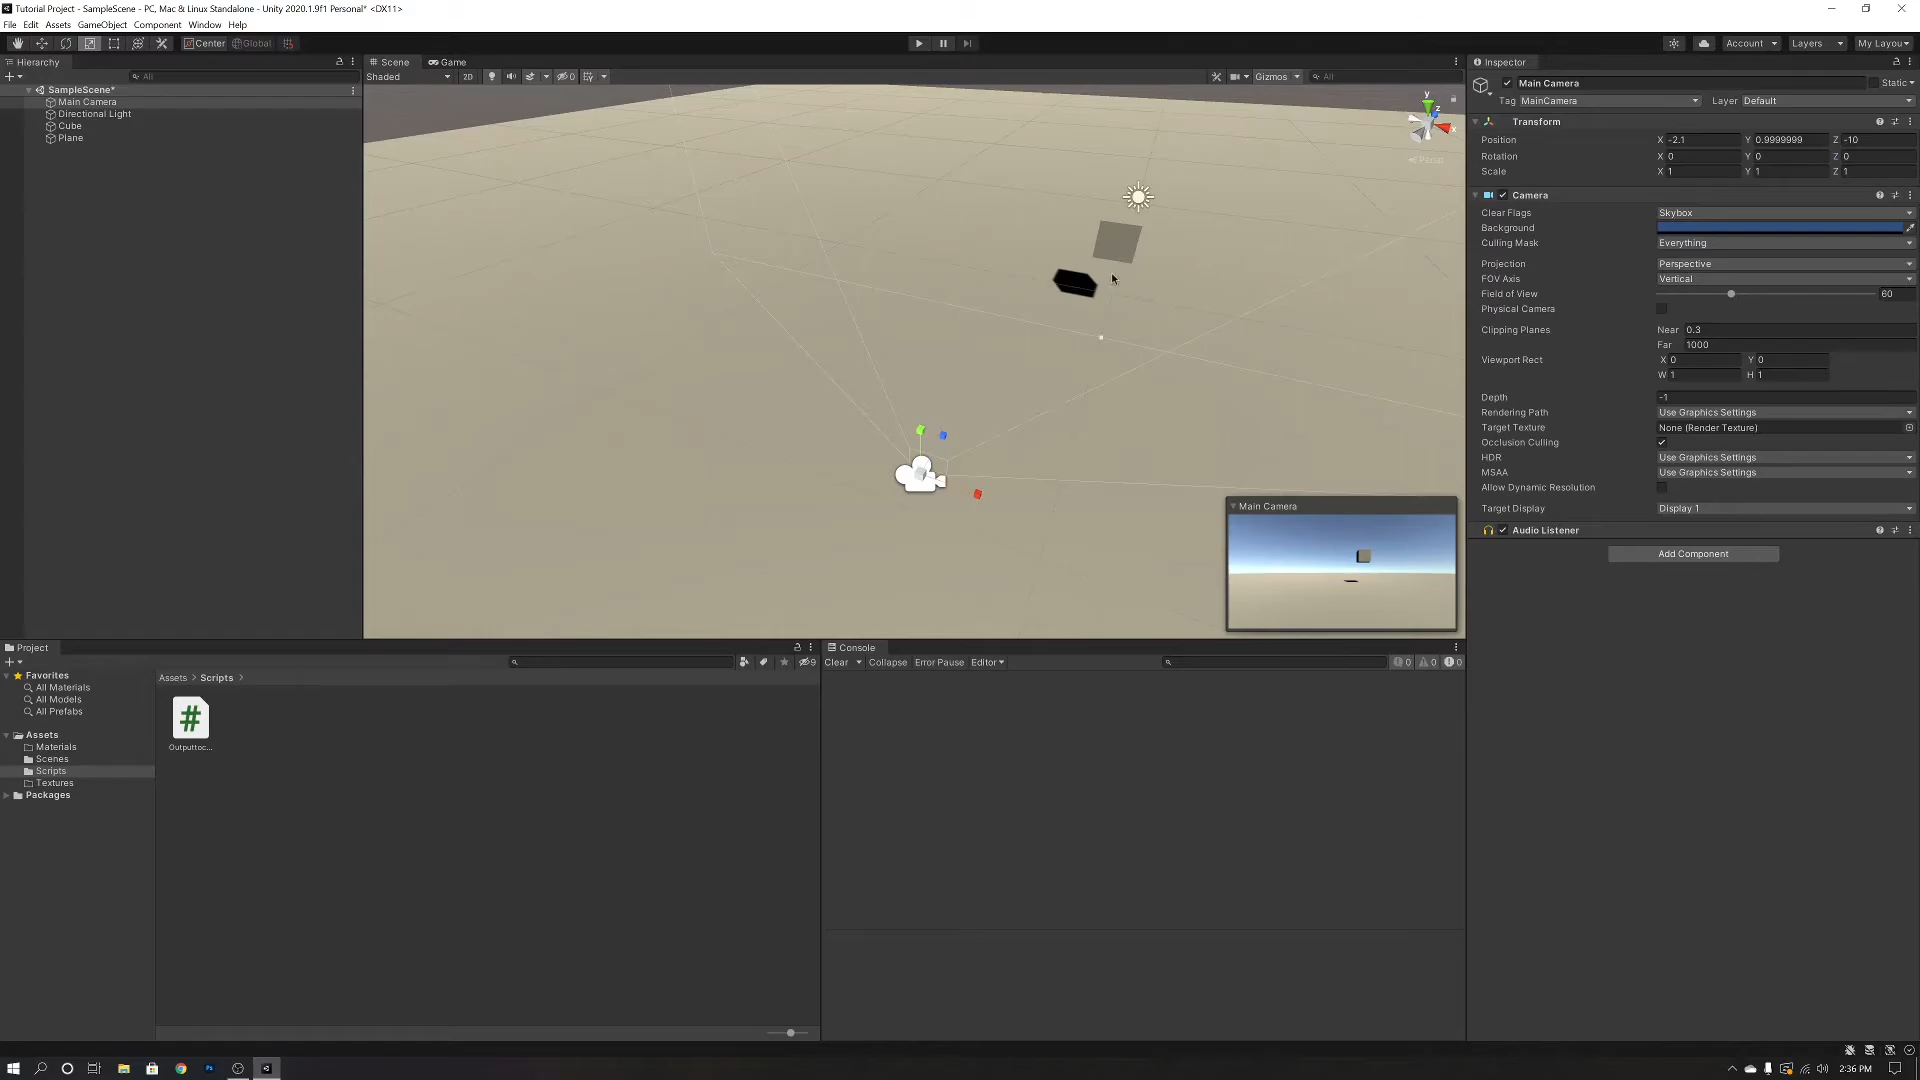 Tutorial Project - SampleScene - PC, Mac & Linux Standalone - Unity 2020.1.9f1 Personal* <DX11>
File Edit Assets GameObject Component Window Help
Center Global Account Layers My Layou
Hierarchy
All
SampleScene*
Main Camera
Directional Light
Cube
Plane
Scene Game
Shaded 2D 0 Gizmos All
y
z
x
Persp
Main Camera
Inspector
Main Camera Static
Tag MainCamera Layer Default
Transform
Position X -2.1 Y 0.9999999 Z -10
Rotation X 0 Y 0 Z 0
Scale X 1 Y 1 Z 1
Camera
Clear Flags Skybox
Background
Culling Mask Everything
Projection Perspective
FOV Axis Vertical
Field of View 60
Physical Camera
Clipping Planes Near 0.3
Far 1000
Viewport Rect X 0 Y 0
W 1 H 1
Depth -1
Rendering Path Use Graphics Settings
Target Texture None (Render Texture)
Occlusion Culling
HDR Use Graphics Settings
MSAA Use Graphics Settings
Allow Dynamic Resolution
Target Display Display 1
Audio Listener
Add Component
Project
9
Favorites
All Materials
All Models
All Prefabs
Assets
Materials
Scenes
Scripts
Textures
Packages
Assets > Scripts >
#
Outputtoc...
Console
Clear Collapse Error Pause Editor 0 0 0
2:36 PM